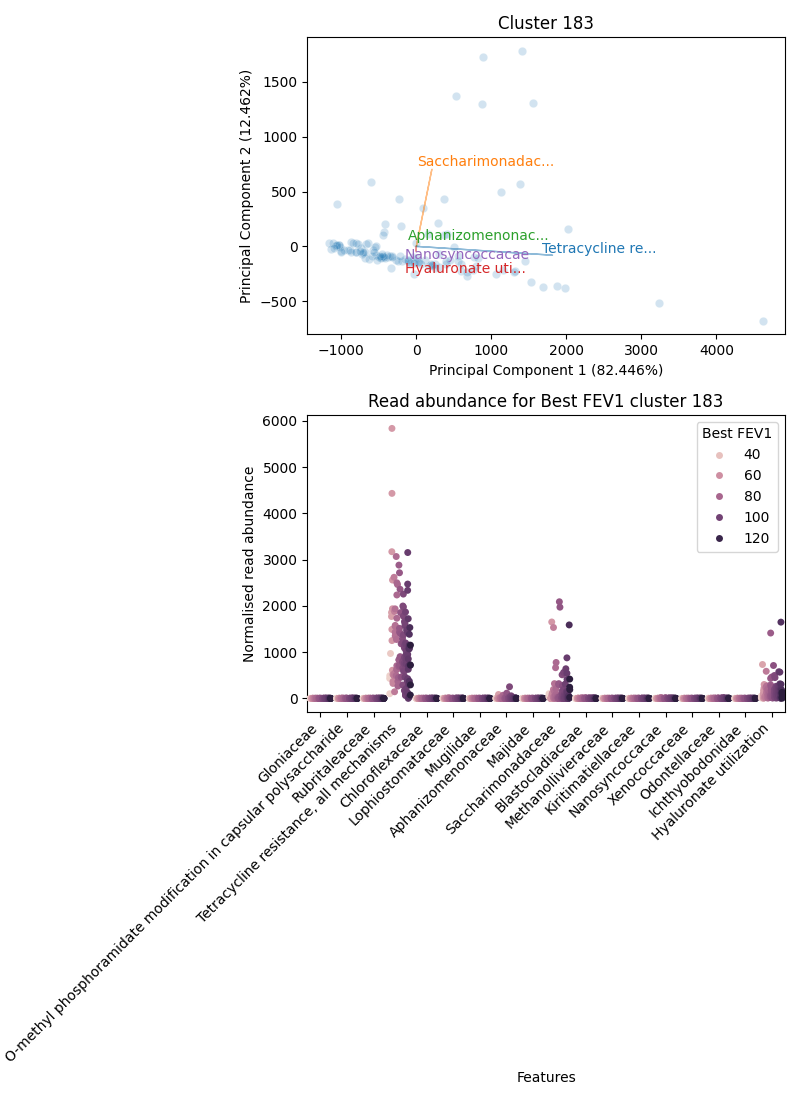 Cluster 183
Principal Component 2 (12.462%)
1500
1000
500
0
−500
Saccharimonadac...
Aphanizomenonac...
Tetracycline re...
Nanosyncoccacae
Hyaluronate uti...
−1000
0
1000
2000
3000
4000
Principal Component 1 (82.446%)
Read abundance for Best FEV1 cluster 183
Normalised read abundance
6000
5000
4000
3000
2000
1000
0
Best FEV1
40
60
80
100
120
Gloniaceae
O-methyl phosphoramidate modification in capsular polysaccharide
Rubritaleaceae
Tetracycline resistance, all mechanisms
Chloroflexaceae
Lophiostomataceae
Mugilidae
Aphanizomenonaceae
Majidae
Saccharimonadaceae
Blastocladiaceae
Methanollivieraceae
Kiritimatiellaceae
Nanosyncoccacae
Xenococcaceae
Odontellaceae
Ichthyobodonidae
Hyaluronate utilization
Features